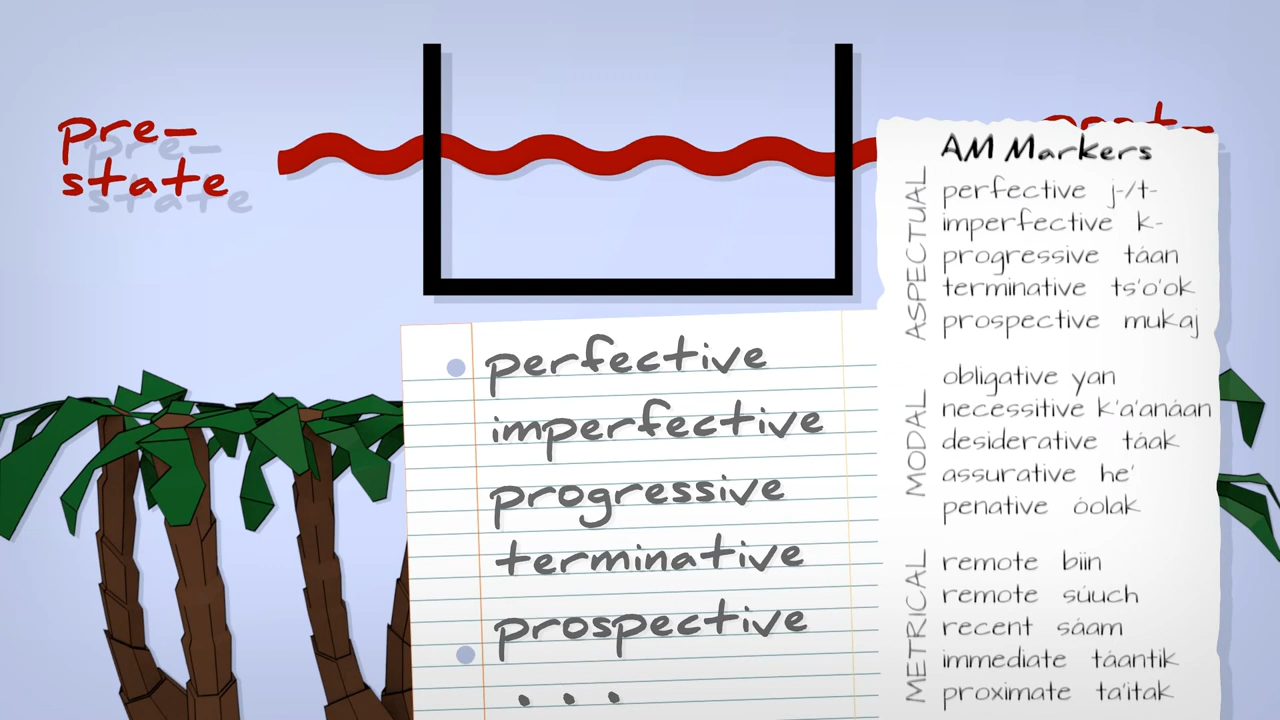 pre-
state
perfective
imperfective
progressive
terminative
prospective
. . .
AM Markers
ASPECTUAL
perfective j-/t-
imperfective k-
progressive táan
terminative ts'o'ok
prospective mukaj
MODAL
obligative yan
necessitive k'a'anáan
desiderative táak
assurative he'
penative óolak
METRICAL
remote biin
remote súuch
recent sáam
immediate táantik
proximate ta'itak